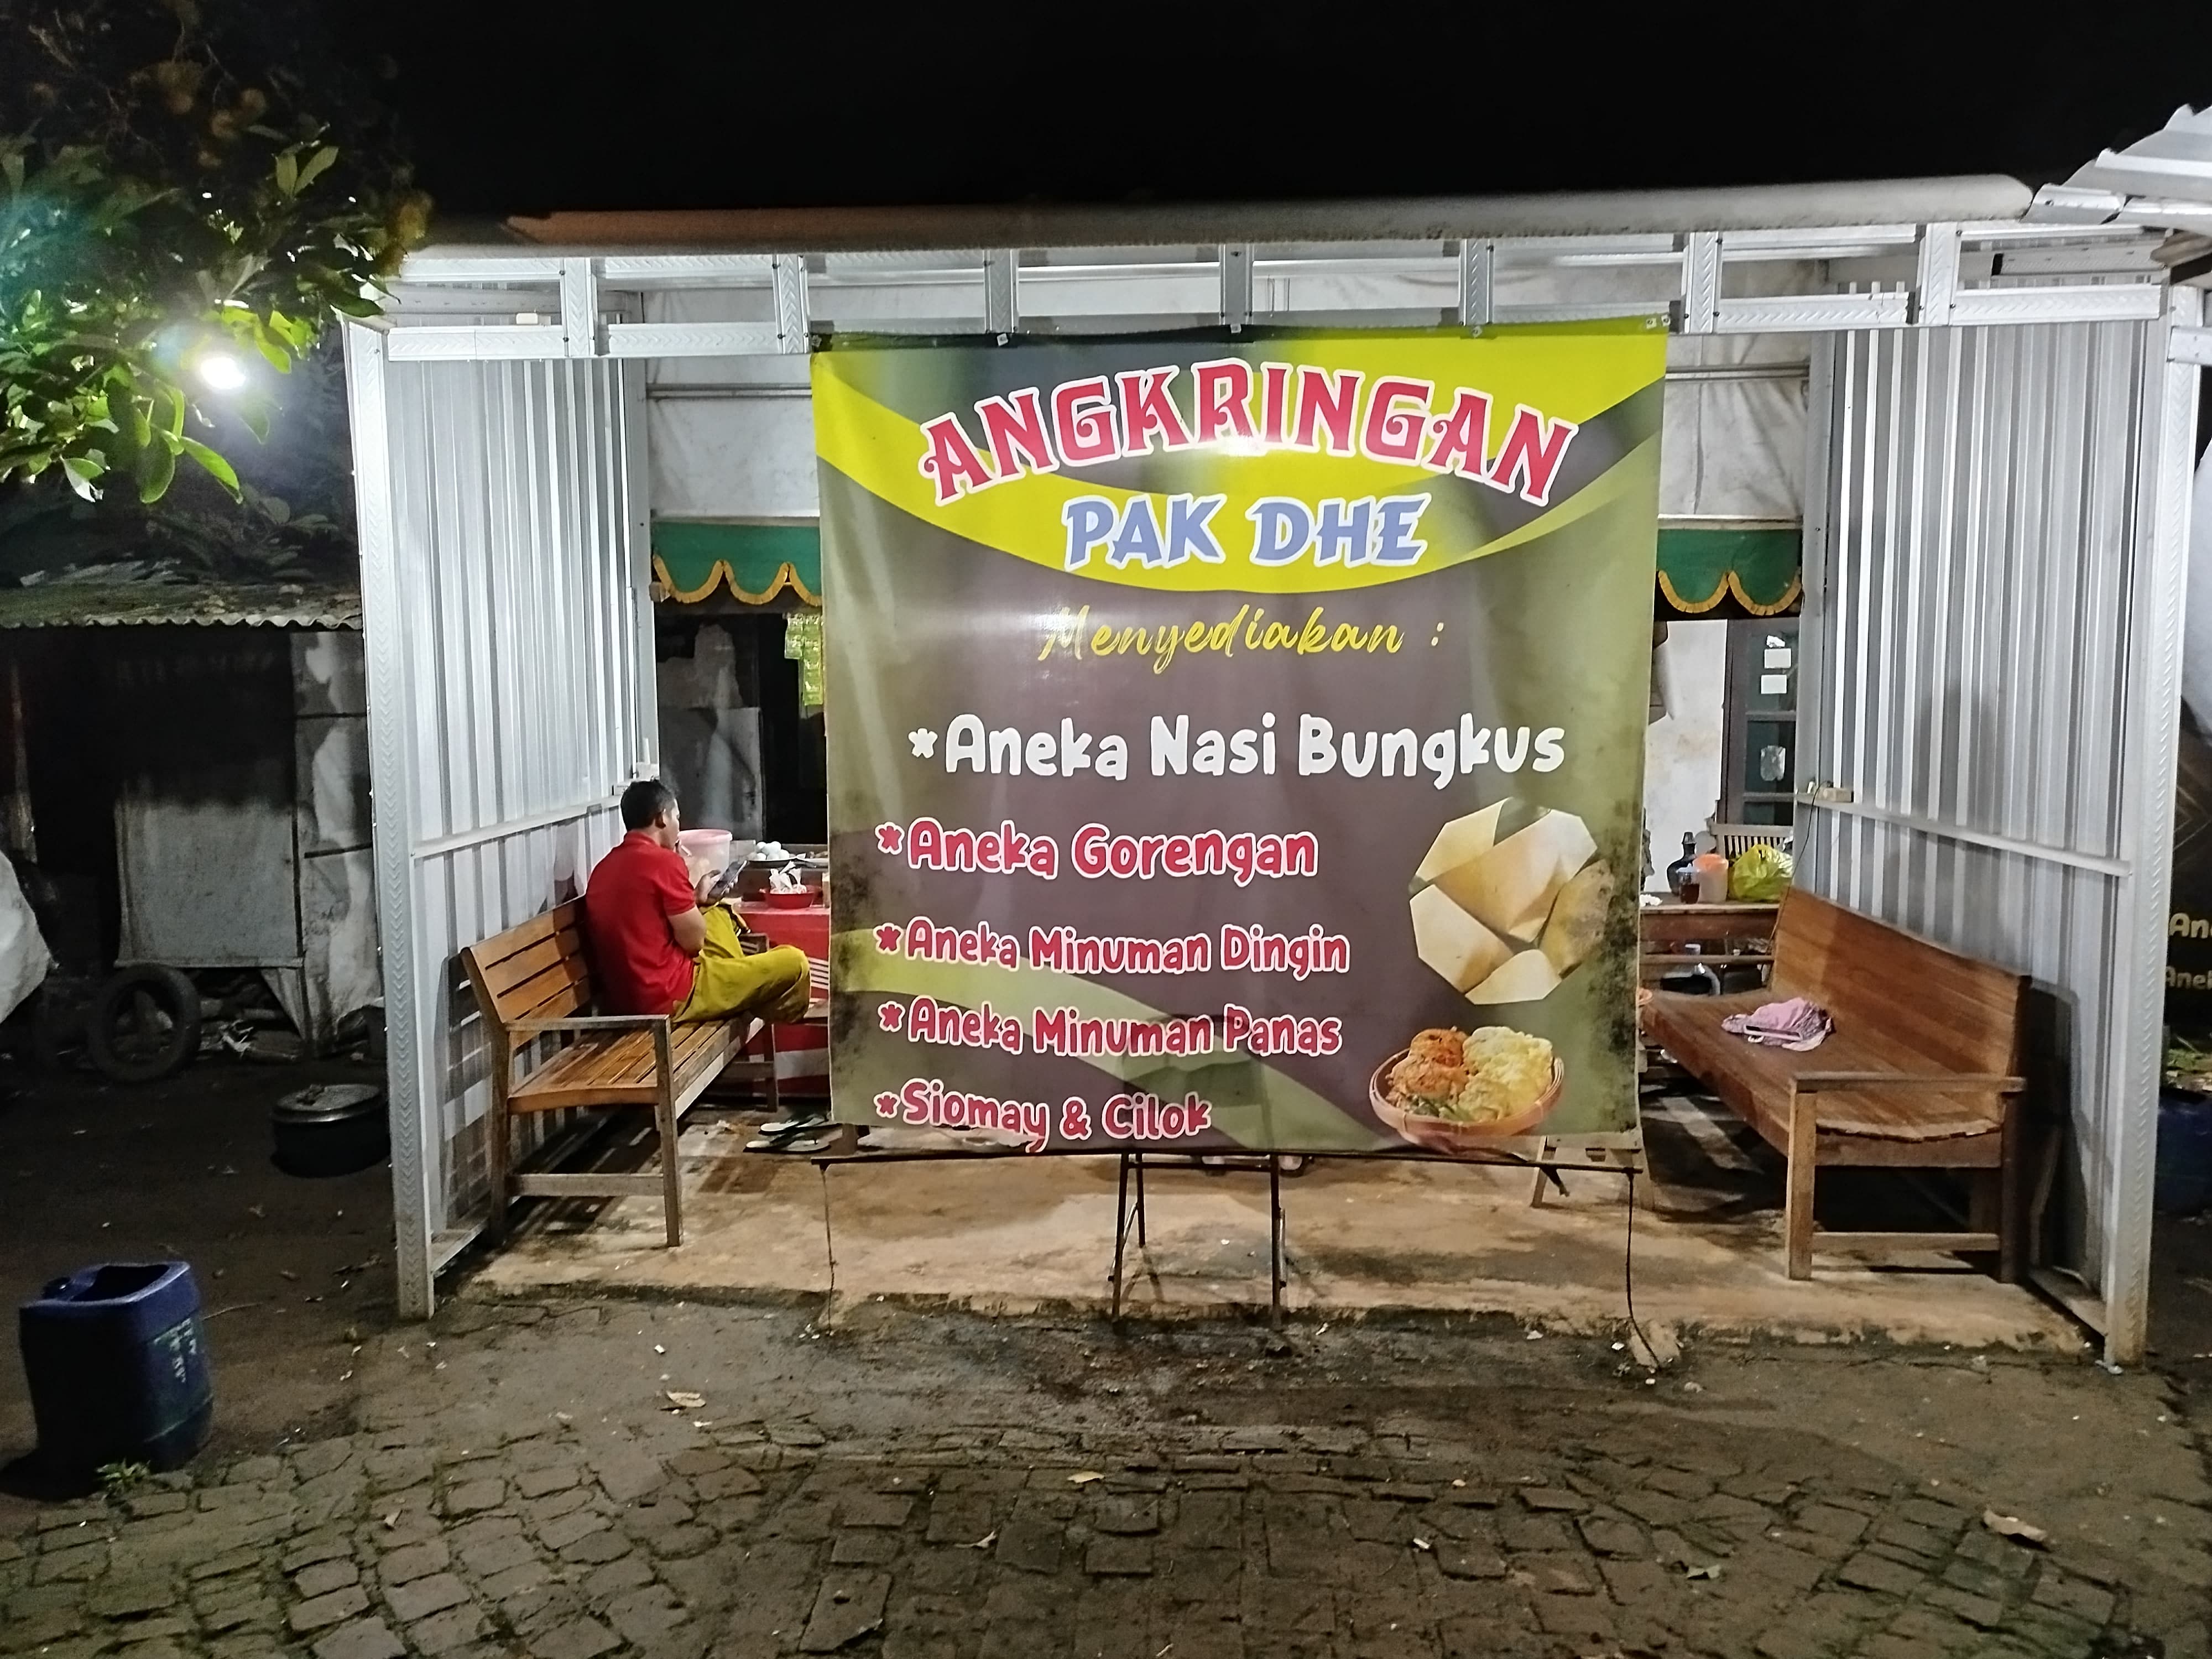 ANGKRINGAN
PAK DHE
Menyediakan :
*Aneka Nasi Bungkus
*Aneka Gorengan
*Aneka Minuman Dingin
*Aneka Minuman Panas
*Siomay & Cilok